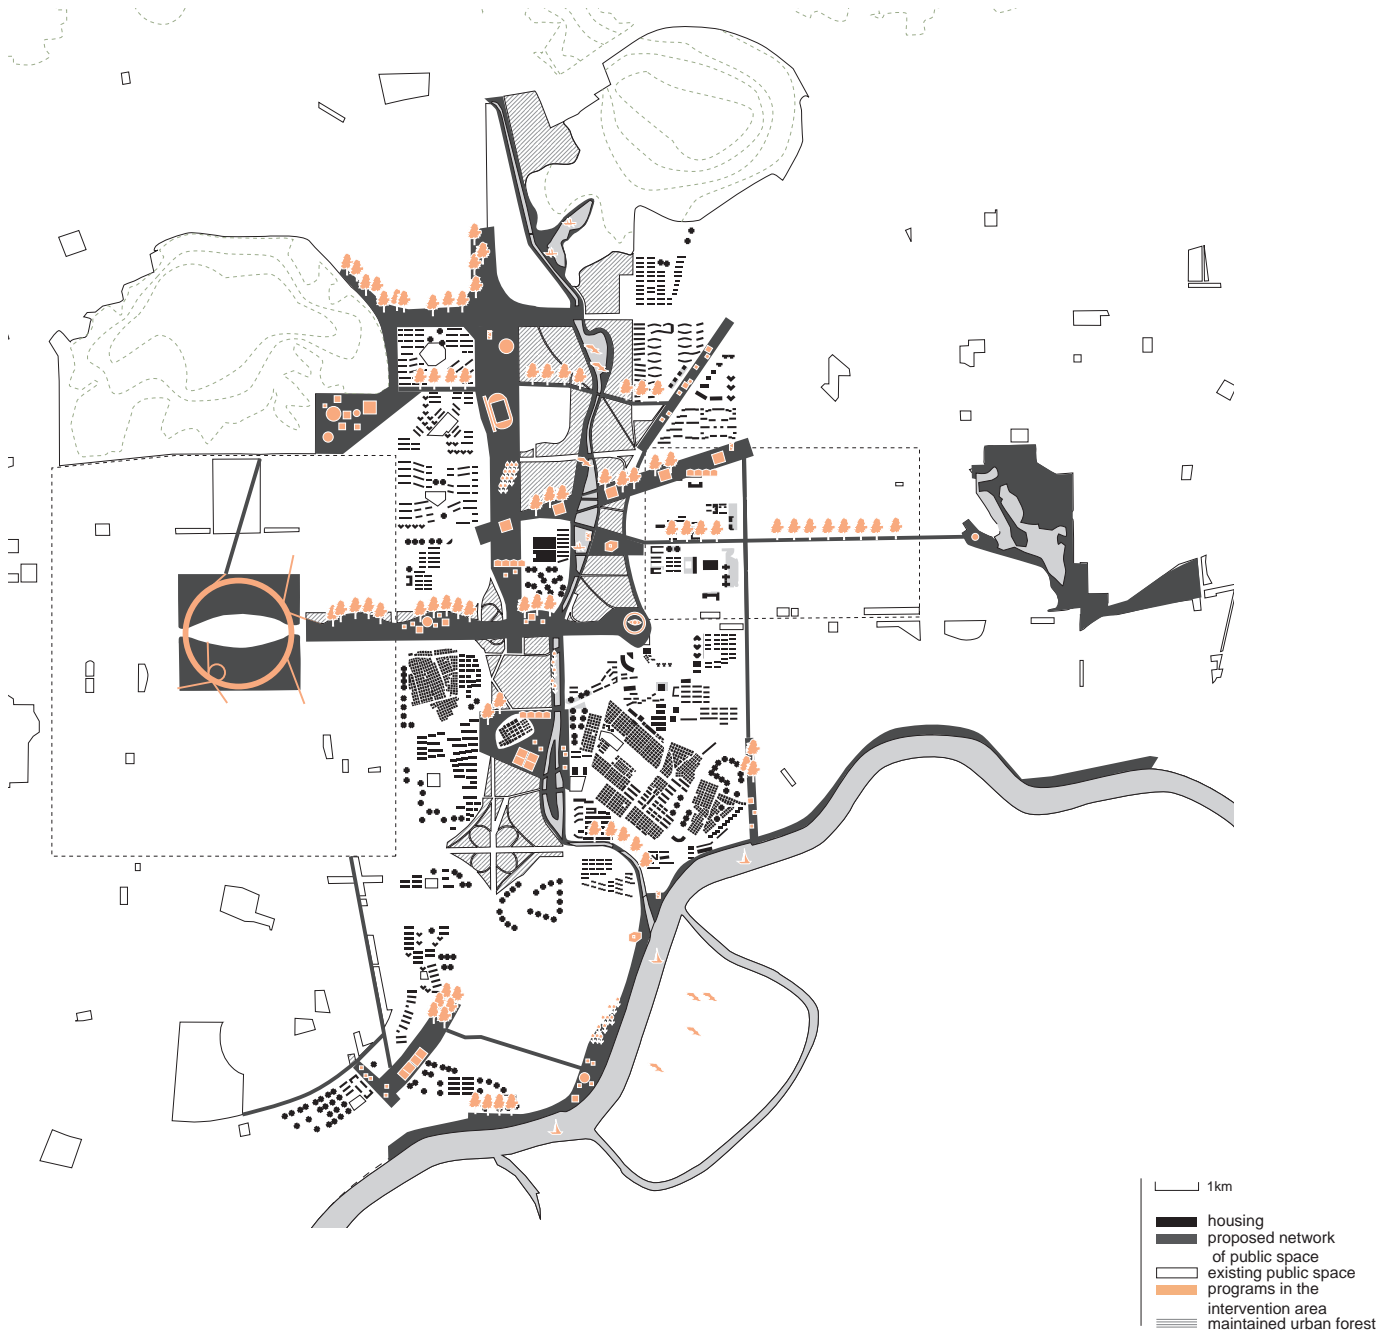 1km
housing
proposed network
of public space
existing public space
programs in the
intervention area
maintained urban forest